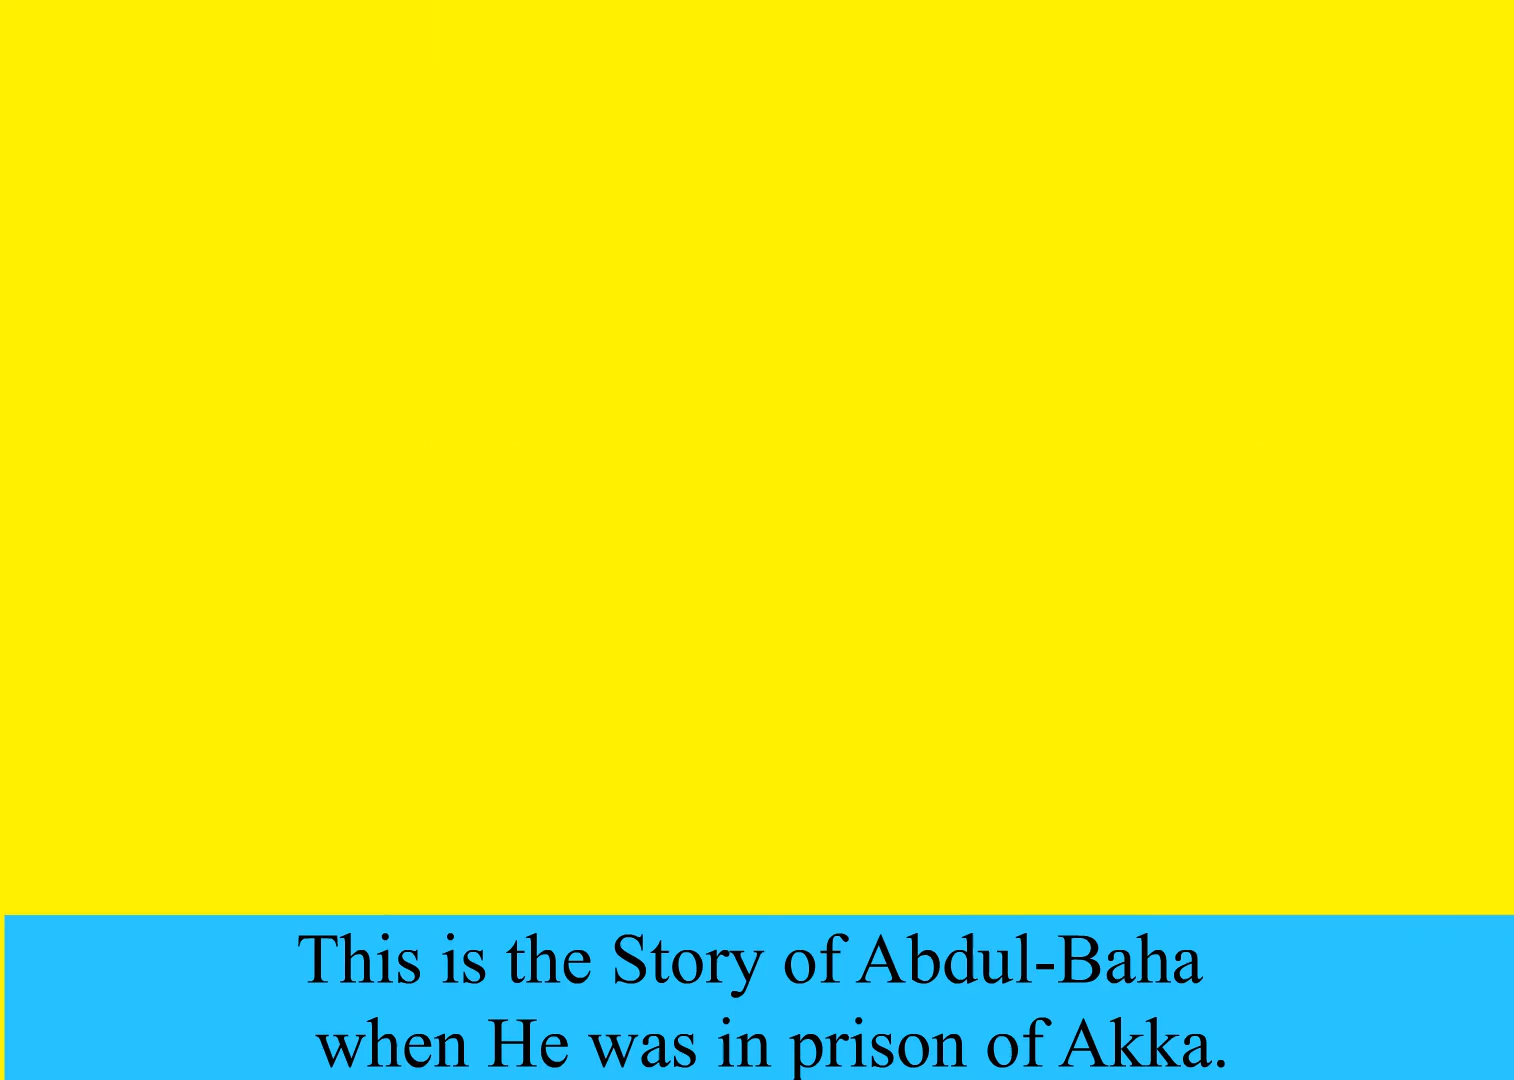 This is the Story of Abdul-Baha
when He was in prison of Akka.